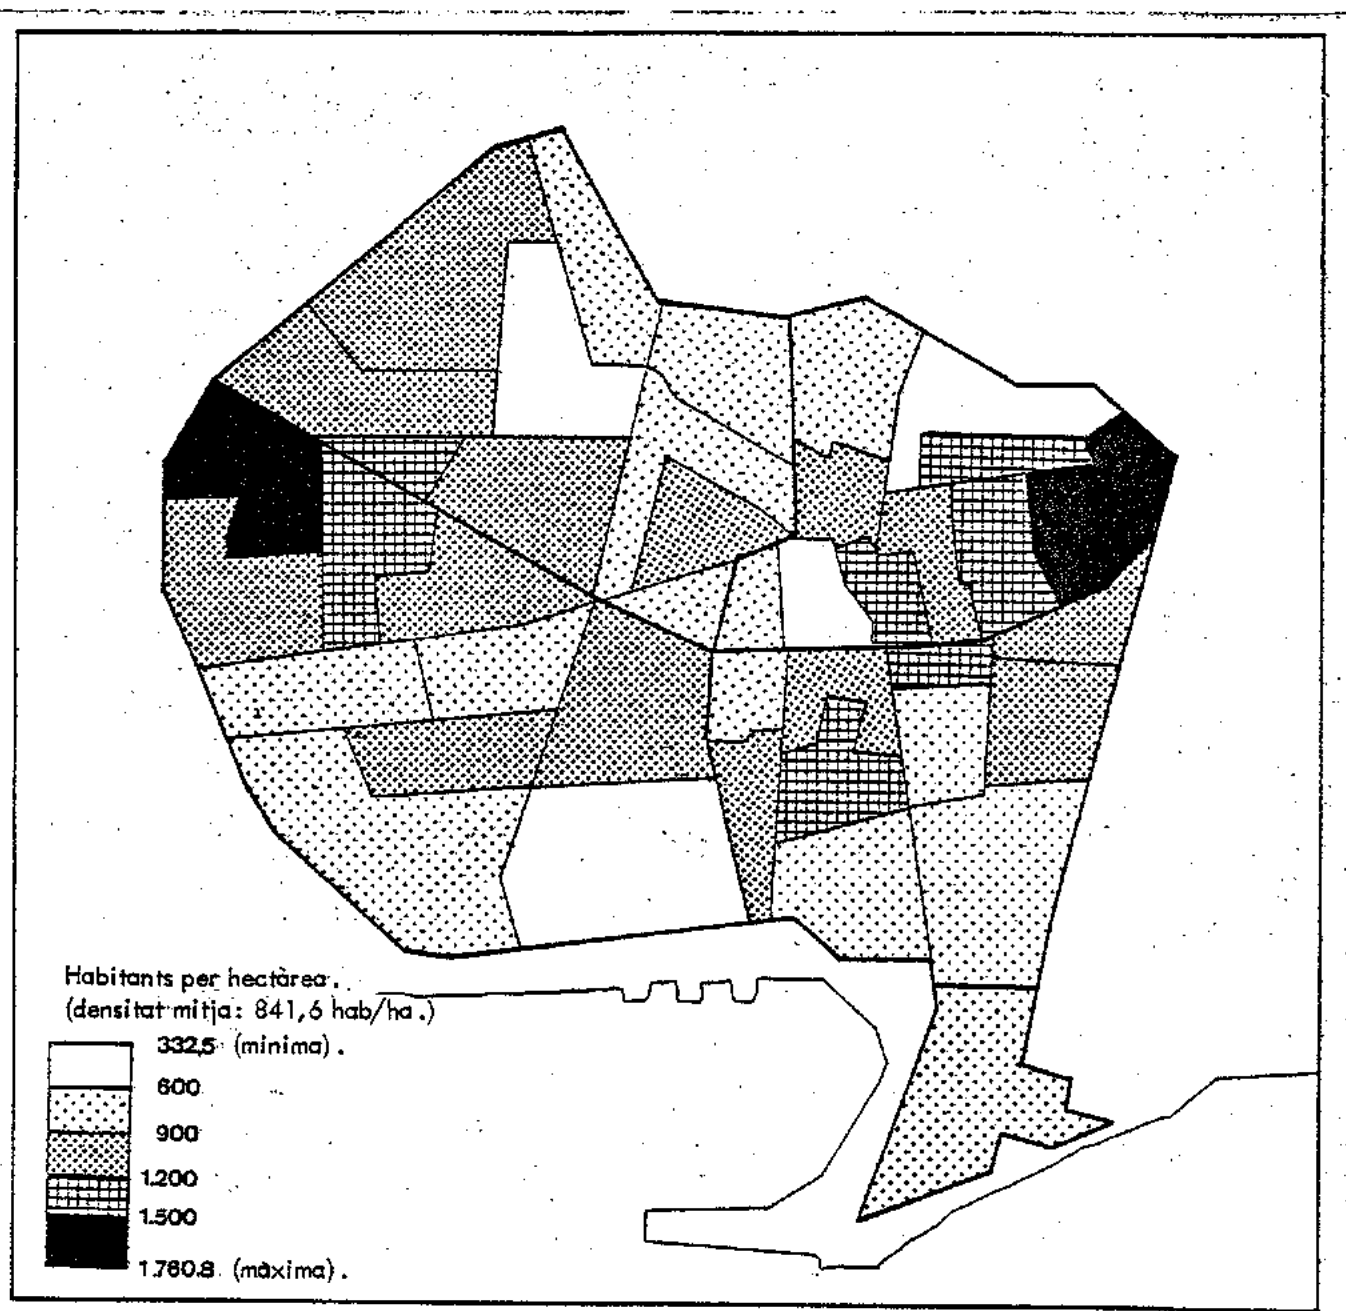 Habitants per hectàrea.
(densitat mitja: 841,6 hab/ha.)
332,5 (minima).
600
900
1.200
1.500
1.760.8 (màxima).